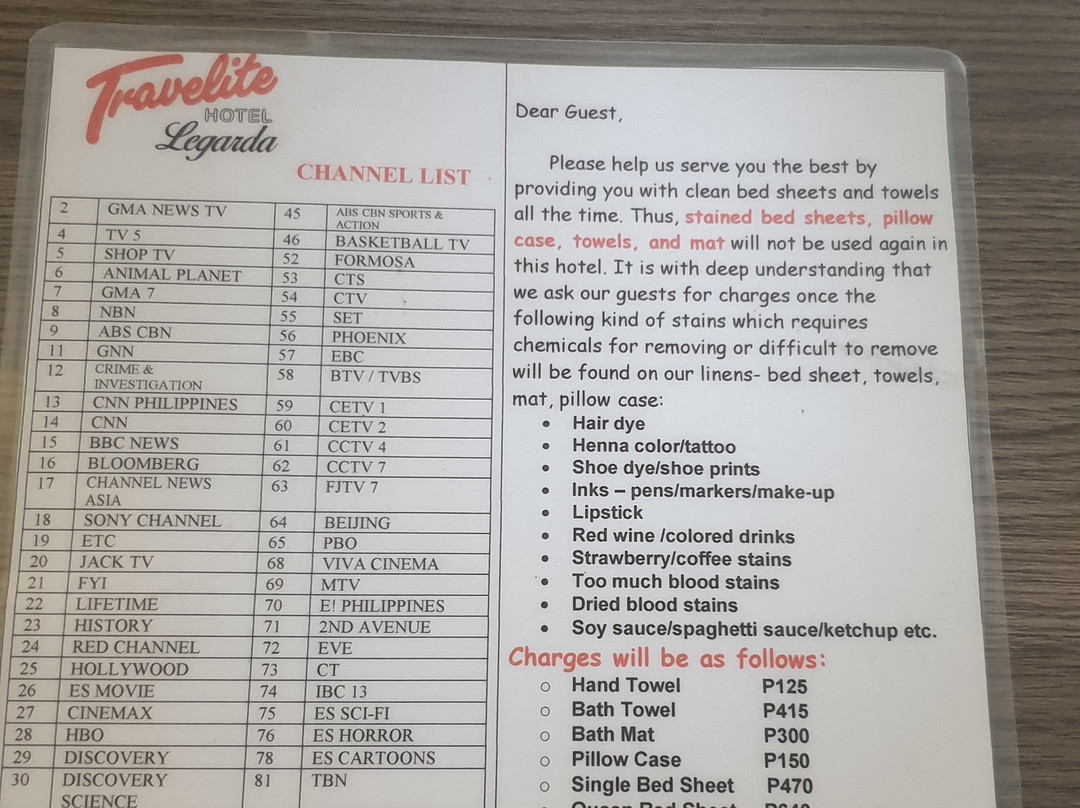 Travelite
HOTEL
Legarda
CHANNEL LIST
2 GMA NEWS TV 45 ABS CBN SPORTS &
ACTION
4 TV 5 46 BASKETBALL TV
5 SHOP TV 52 FORMOSA
6 ANIMAL PLANET 53 CTS
7 GMA 7 54 CTV
8 NBN 55 SET
9 ABS CBN 56 PHOENIX
11 GNN 57 EBC
12 CRIME &
INVESTIGATION 58 BTV / TVBS
13 CNN PHILIPPINES 59 CETV 1
14 CNN 60 CETV 2
15 BBC NEWS 61 CCTV 4
16 BLOOMBERG 62 CCTV 7
17 CHANNEL NEWS
ASIA 63 FJTV 7
18 SONY CHANNEL 64 BEIJING
19 ETC 65 PBO
20 JACK TV 68 VIVA CINEMA
21 FYI 69 MTV
22 LIFETIME 70 E! PHILIPPINES
23 HISTORY 71 2ND AVENUE
24 RED CHANNEL 72 EVE
25 HOLLYWOOD 73 CT
26 ES MOVIE 74 IBC 13
27 CINEMAX 75 ES SCI-FI
28 HBO 76 ES HORROR
29 DISCOVERY 78 ES CARTOONS
30 DISCOVERY
SCIENCE 81 TBN
Dear Guest,
Please help us serve you the best by
providing you with clean bed sheets and towels
all the time. Thus, stained bed sheets, pillow
case, towels, and mat will not be used again in
this hotel. It is with deep understanding that
we ask our guests for charges once the
following kind of stains which requires
chemicals for removing or difficult to remove
will be found on our linens- bed sheet, towels,
mat, pillow case:
• Hair dye
• Henna color/tattoo
• Shoe dye/shoe prints
• Inks – pens/markers/make-up
• Lipstick
• Red wine /colored drinks
• Strawberry/coffee stains
• Too much blood stains
• Dried blood stains
• Soy sauce/spaghetti sauce/ketchup etc.
Charges will be as follows:
o Hand Towel P125
o Bath Towel P415
o Bath Mat P300
o Pillow Case P150
o Single Bed Sheet P470
Queen Bed Sheet